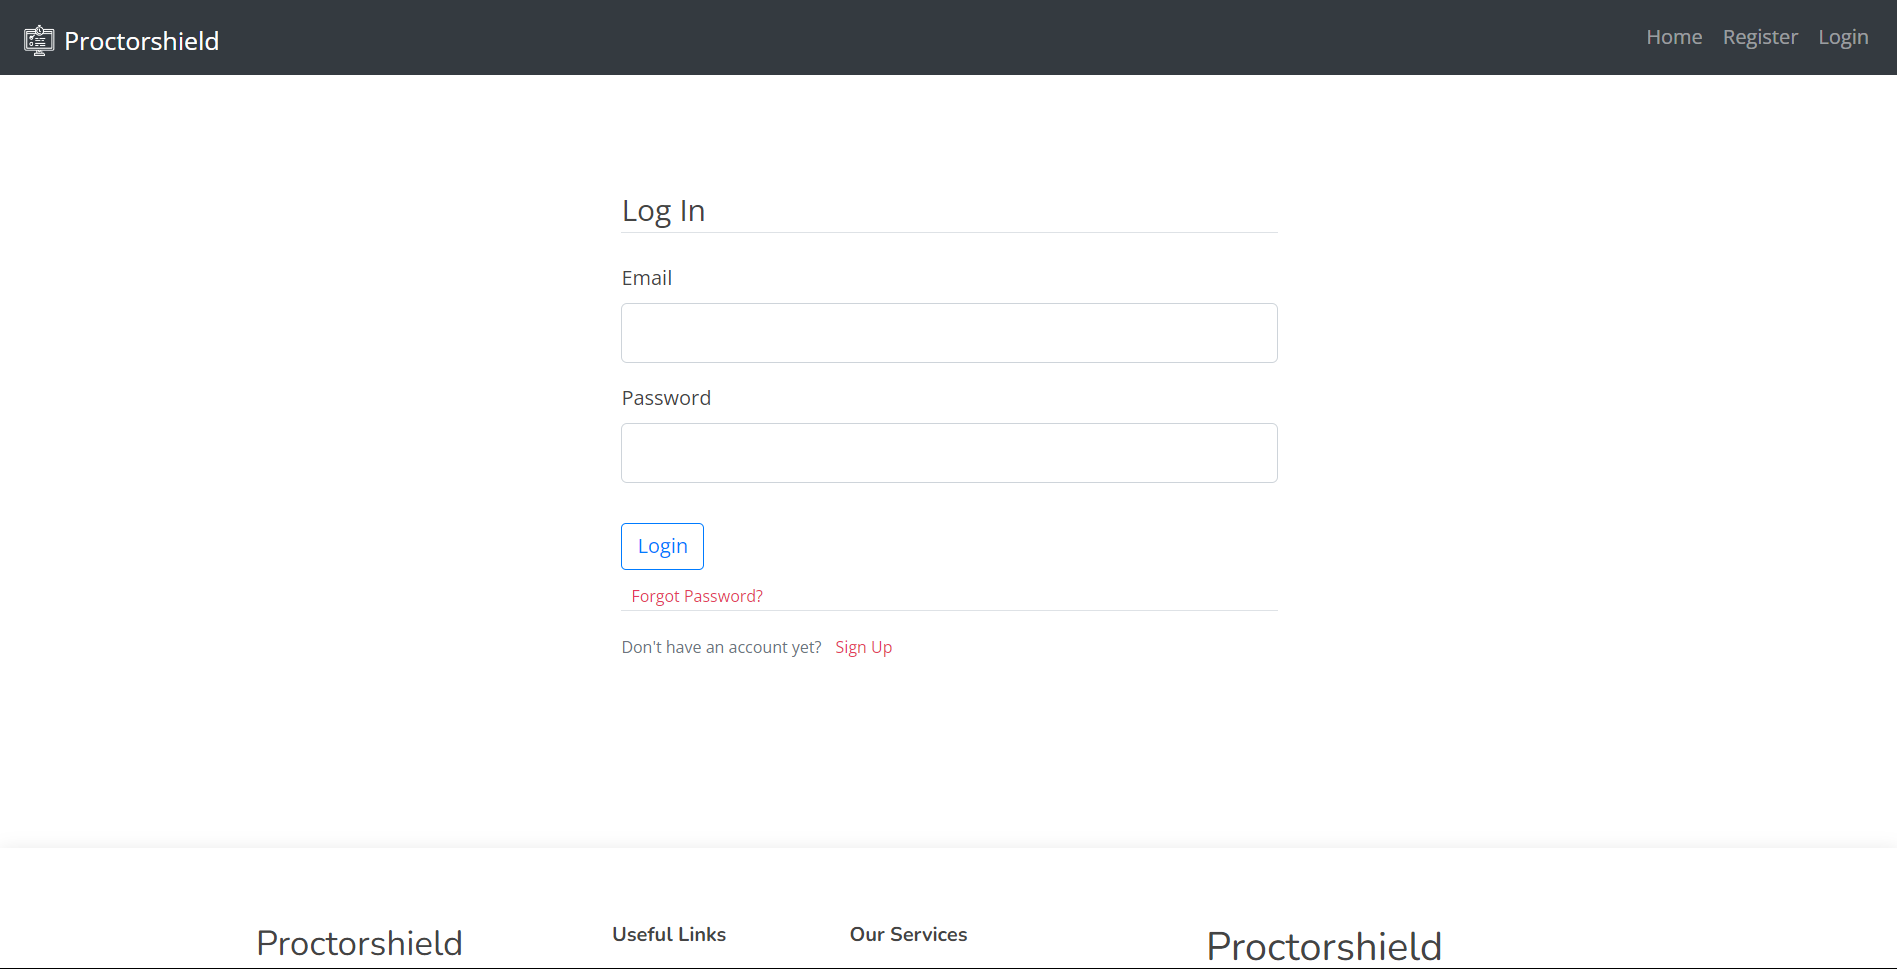 Proctorshield
Home Register Login
Log In
Email
Password
Login
Forgot Password?
Don't have an account yet? Sign Up
Proctorshield
Useful Links
Our Services
Proctorshield